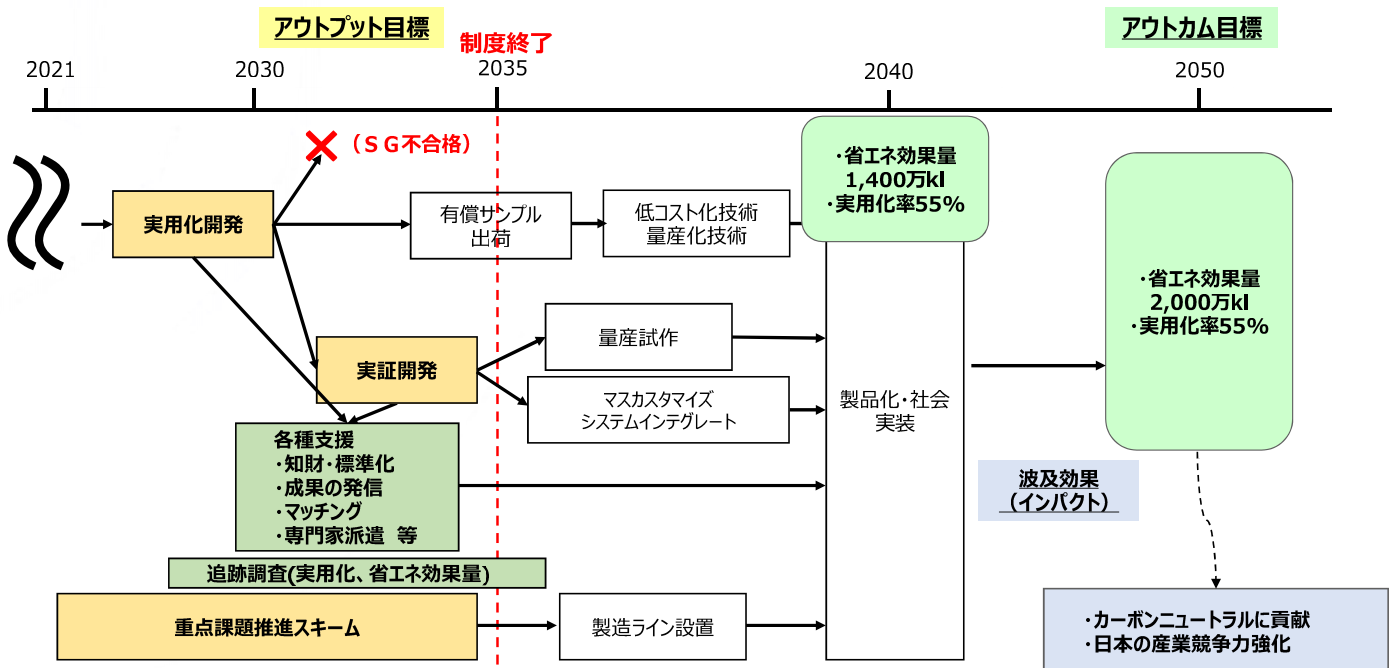 アウトプット目標
アウトカム目標
制度終了
2021
2030
2035
2040
2050
(SG不合格)
・省エネ効果量
1,400万kl
・実用化率55%
実用化開発
有償サンプル
出荷
低コスト化技術
量産化技術
・省エネ効果量
2,000万kl
・実用化率55%
量産試作
実証開発
マスカスタマイズ
システムインテグレート
製品化・社会
実装
各種支援
・知財・標準化
・成果の発信
・マッチング
・専門家派遣 等
波及効果
(インパクト)
追跡調査(実用化、省エネ効果量)
重点課題推進スキーム
製造ライン設置
・カーボンニュートラルに貢献
・日本の産業競争力強化